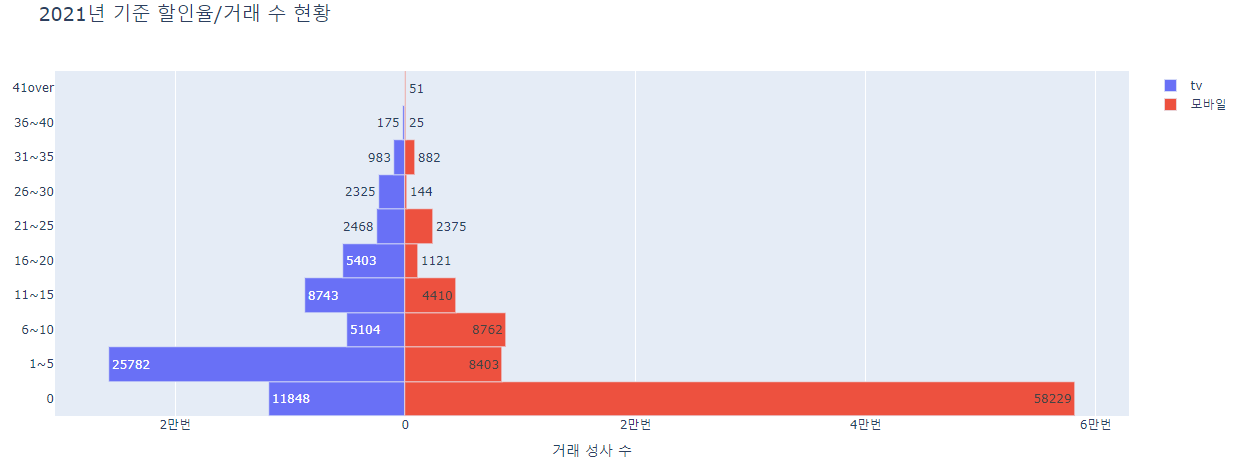 2021년 기준 할인율/거래 수 현황
tv
모바일
41over 51
36~40 175 25
31~35 983 882
26~30 2325 144
21~25 2468 2375
16~20 5403 1121
11~15 8743 4410
6~10 5104 8762
1~5 25782 8403
0 11848 58229
2만번 0 2만번 4만번 6만번
거래 성사 수